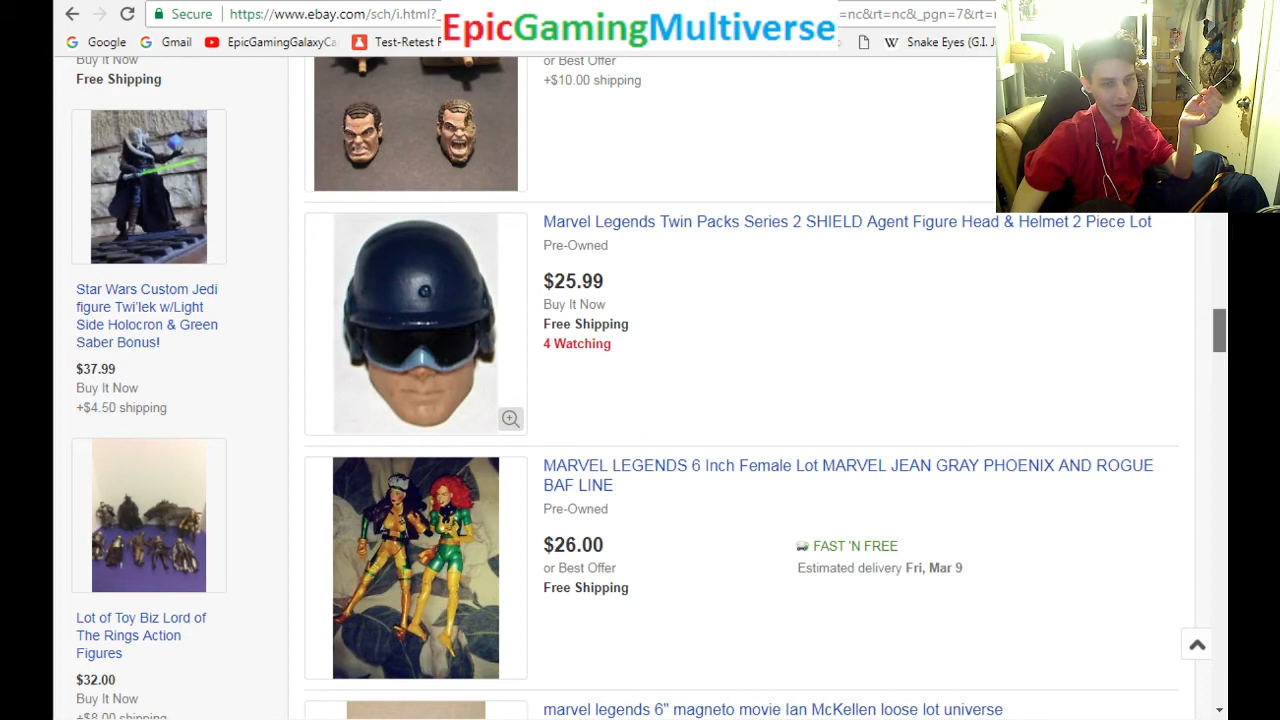 Secure
https://www.ebay.com/sch/i.html?_
=nc&rt=nc&_pgn=7&rt=n
EpicGamingMultiverse
Google
Gmail
EpicGamingGalaxyCa
Test-Retest R
Snake Eyes (G.I. J
Buy It Now
Free Shipping
or Best Offer
+$10.00 shipping
Star Wars Custom Jedi
figure Twi'lek w/Light
Side Holocron & Green
Saber Bonus!
$37.99
Buy It Now
+$4.50 shipping
Lot of Toy Biz Lord of
The Rings Action
Figures
$32.00
Buy It Now
+$8.00 shipping
Marvel Legends Twin Packs Series 2 SHIELD Agent Figure Head & Helmet 2 Piece Lot
Pre-Owned
$25.99
Buy It Now
Free Shipping
4 Watching
MARVEL LEGENDS 6 Inch Female Lot MARVEL JEAN GRAY PHOENIX AND ROGUE
BAF LINE
Pre-Owned
$26.00
or Best Offer
Free Shipping
FAST 'N FREE
Estimated delivery Fri, Mar 9
marvel legends 6" magneto movie Ian McKellen loose lot universe